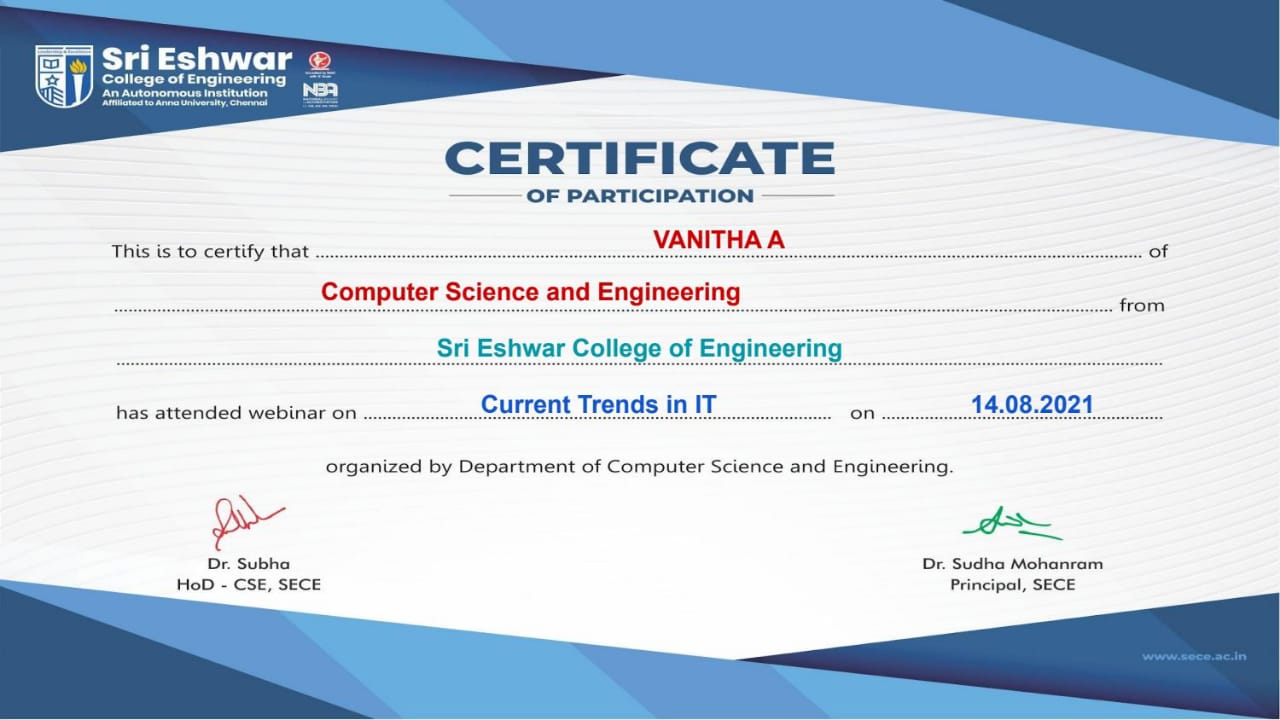 Leadership & Excellence
Sri Eshwar
College of Engineering
An Autonomous Institution
Affiliated to Anna University, Chennai
NBA
CERTIFICATE
OF PARTICIPATION
This is to certify that VANITHA A of
Computer Science and Engineering from
Sri Eshwar College of Engineering
has attended webinar on Current Trends in IT on 14.08.2021
organized by Department of Computer Science and Engineering.
Dr. Subha
HoD - CSE, SECE
Dr. Sudha Mohanram
Principal, SECE
www.sece.ac.in